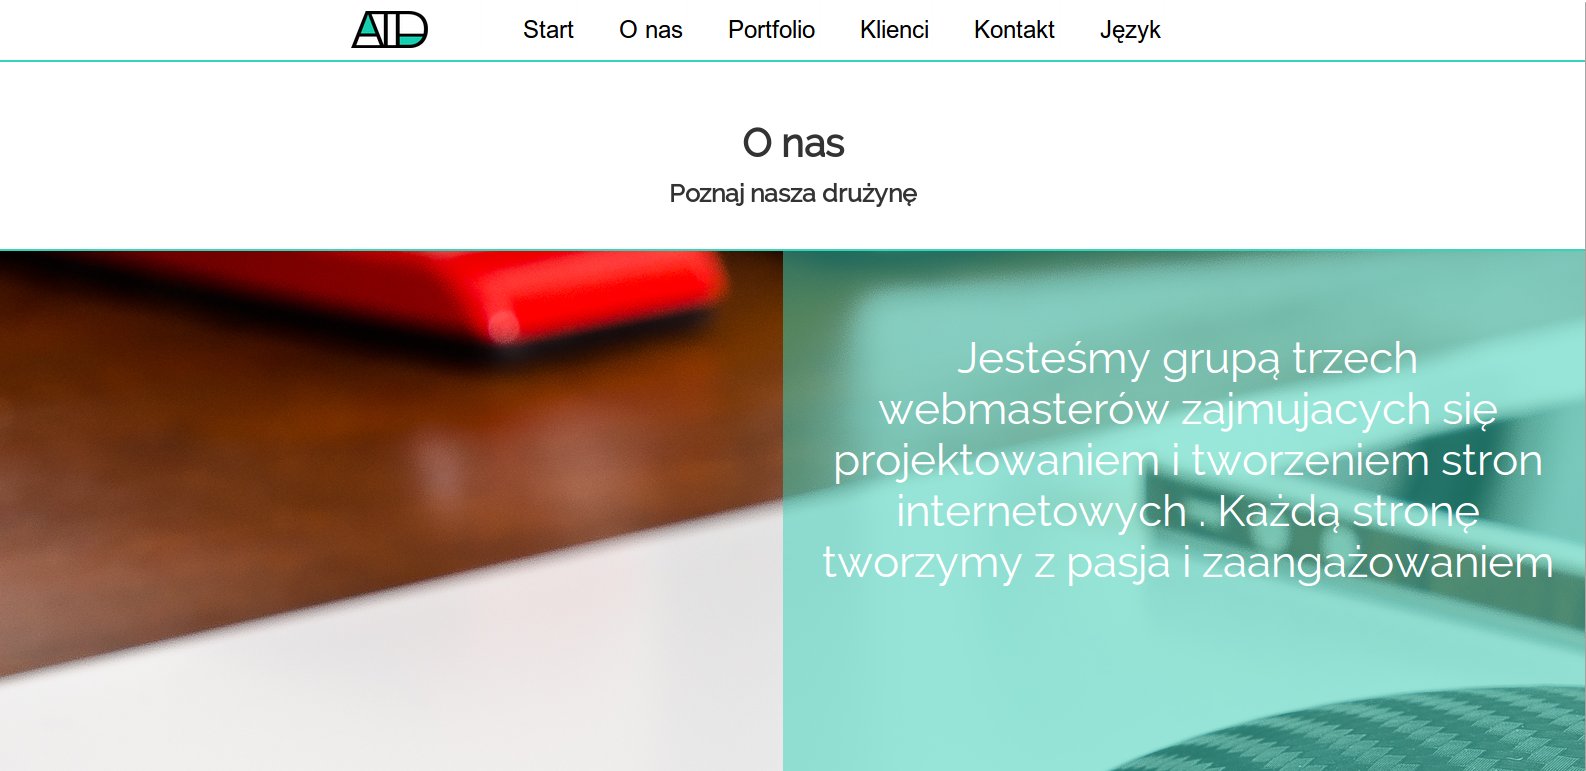 ATD
Start O nas Portfolio Klienci Kontakt Język
O nas
Poznaj nasza drużynę
Jesteśmy grupą trzech
webmasterów zajmujacych się
projektowaniem i tworzeniem stron
internetowych . Każdą stronę
tworzymy z pasja i zaangażowaniem